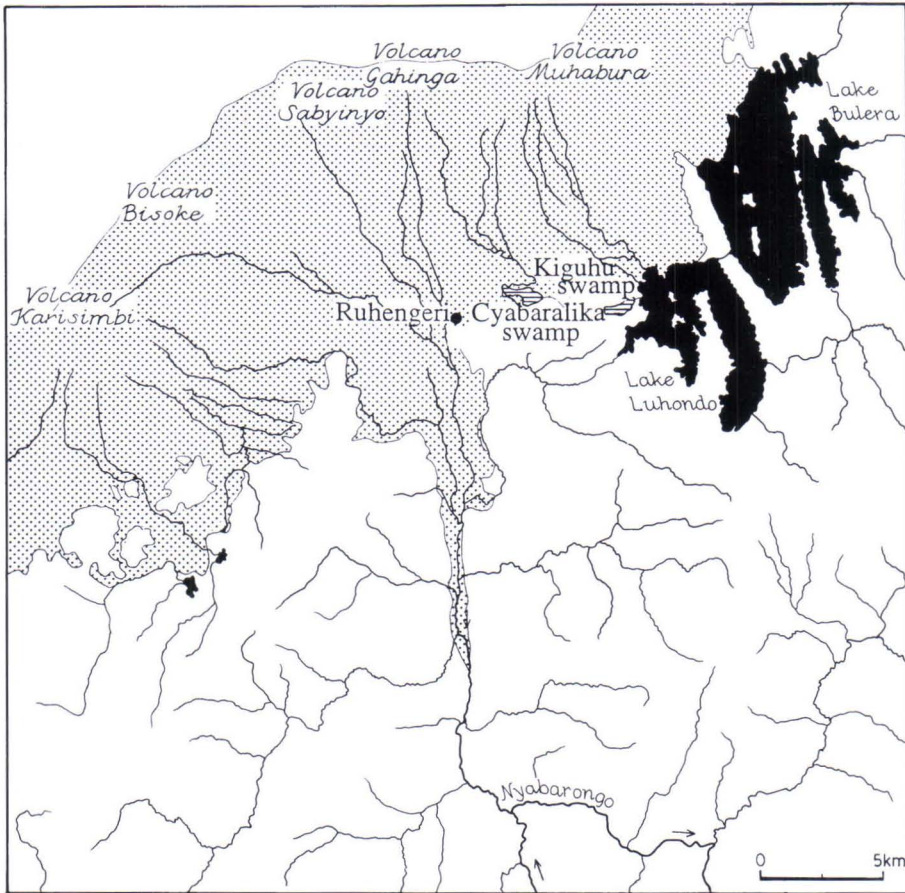 Volcano
Gahinga
Volcano
Muhabura
Volcano
Sabyinyo
Lake
Bulera
Volcano
Bisoke
Kiguhu
swamp
Volcano
Karisimbi
Ruhengeri
Cyabaralika
swamp
Lake
Luhondo
Nyabarongo
0 5km